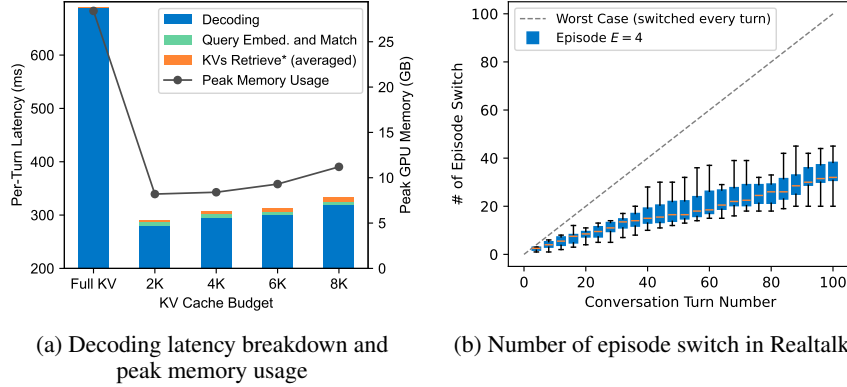 Decoding
Query Embed. and Match
KVs Retrieve* (averaged)
Peak Memory Usage
Per-Turn Latency (ms)
600
500
400
300
200
25
20
15
10
5
0
Peak GPU Memory (GB)
Full KV 2K 4K 6K 8K
KV Cache Budget
(a) Decoding latency breakdown and
peak memory usage
Worst Case (switched every turn)
Episode E = 4
# of Episode Switch
100
80
60
40
20
0
0 20 40 60 80 100
Conversation Turn Number
(b) Number of episode switch in Realtalk